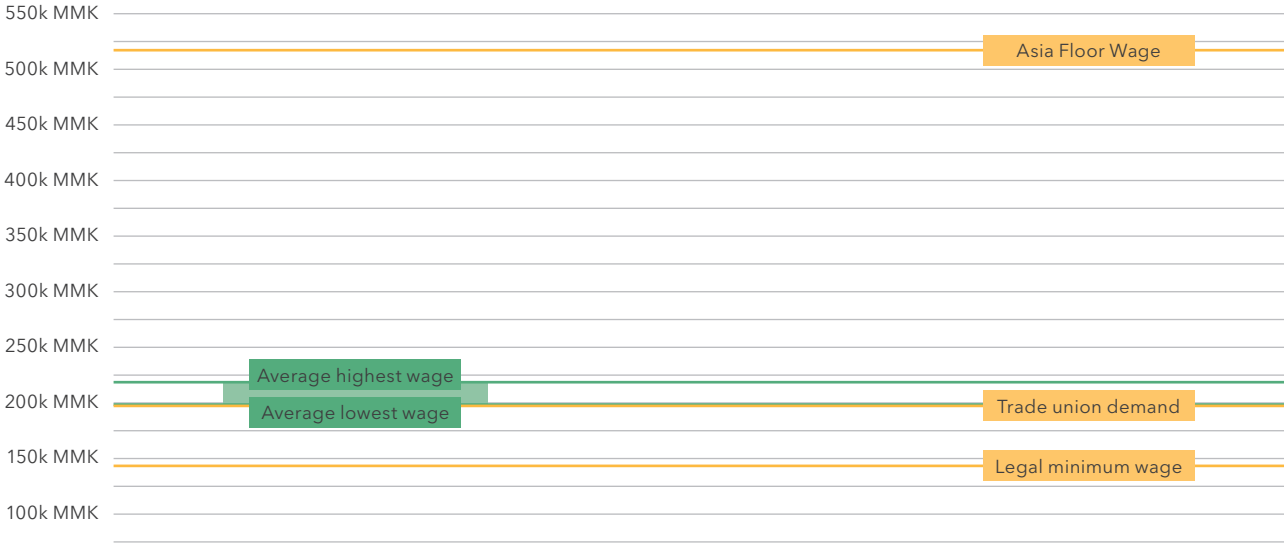 550k MMK
Asia Floor Wage
500k MMK
450k MMK
400k MMK
350k MMK
300k MMK
250k MMK
Average highest wage
200k MMK
Trade union demand
Average lowest wage
150k MMK
Legal minimum wage
100k MMK